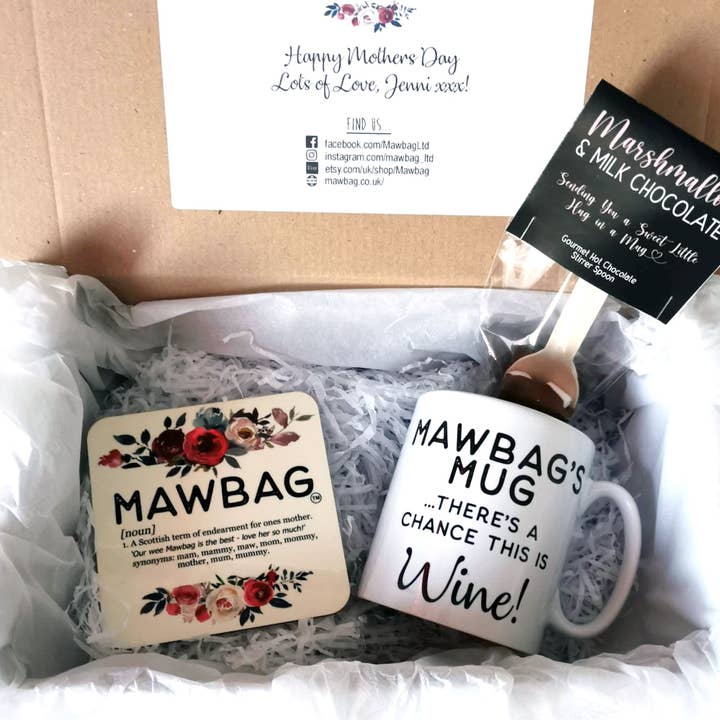 Happy Mothers Day
Lots of Love, Jenni xxx!
FIND US...
facebook.com/MawbagLtd
instagram.com/mawbag_ltd
Etsy etsy.com/uk/shop/Mawbag
mawbag.co.uk/
Marshmall
& MILK CHOCOLATE
Sending You a Sweet Little
Hug in a Mug
Gourmet Hot Chocolate
Stirrer Spoon
MAWBAG™
[noun]
1. A Scottish term of endearment for ones mother.
'Our wee Mawbag is the best - love her so much!'
synonyms: mam, mammy, maw, mom, mommy,
mother, mum, mummy.
MAWBAG'S
MUG
...THERE'S A
CHANCE THIS IS
Wine!